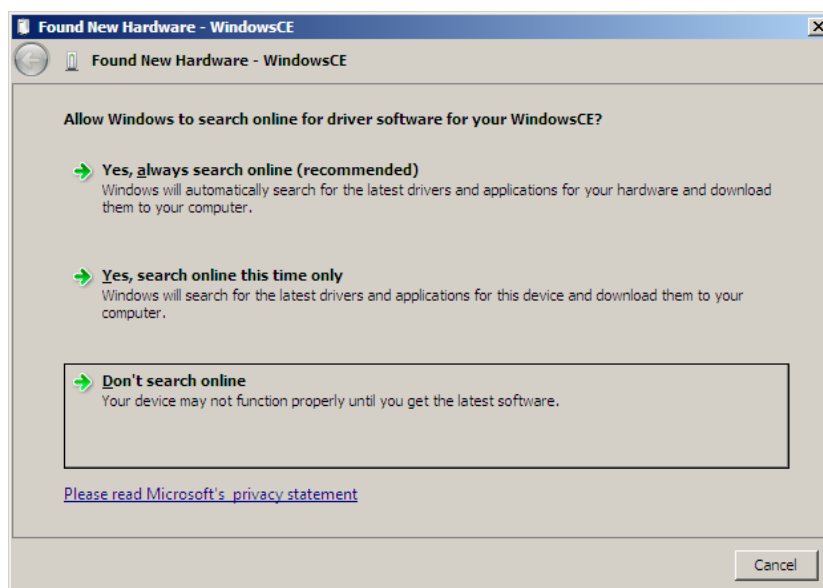 Found New Hardware - WindowsCE
Found New Hardware - WindowsCE
Allow Windows to search online for driver software for your WindowsCE?
Yes, always search online (recommended)
Windows will automatically search for the latest drivers and applications for your hardware and download
them to your computer.
Yes, search online this time only
Windows will search for the latest drivers and applications for this device and download them to your
computer.
Don't search online
Your device may not function properly until you get the latest software.
Please read Microsoft's privacy statement
Cancel